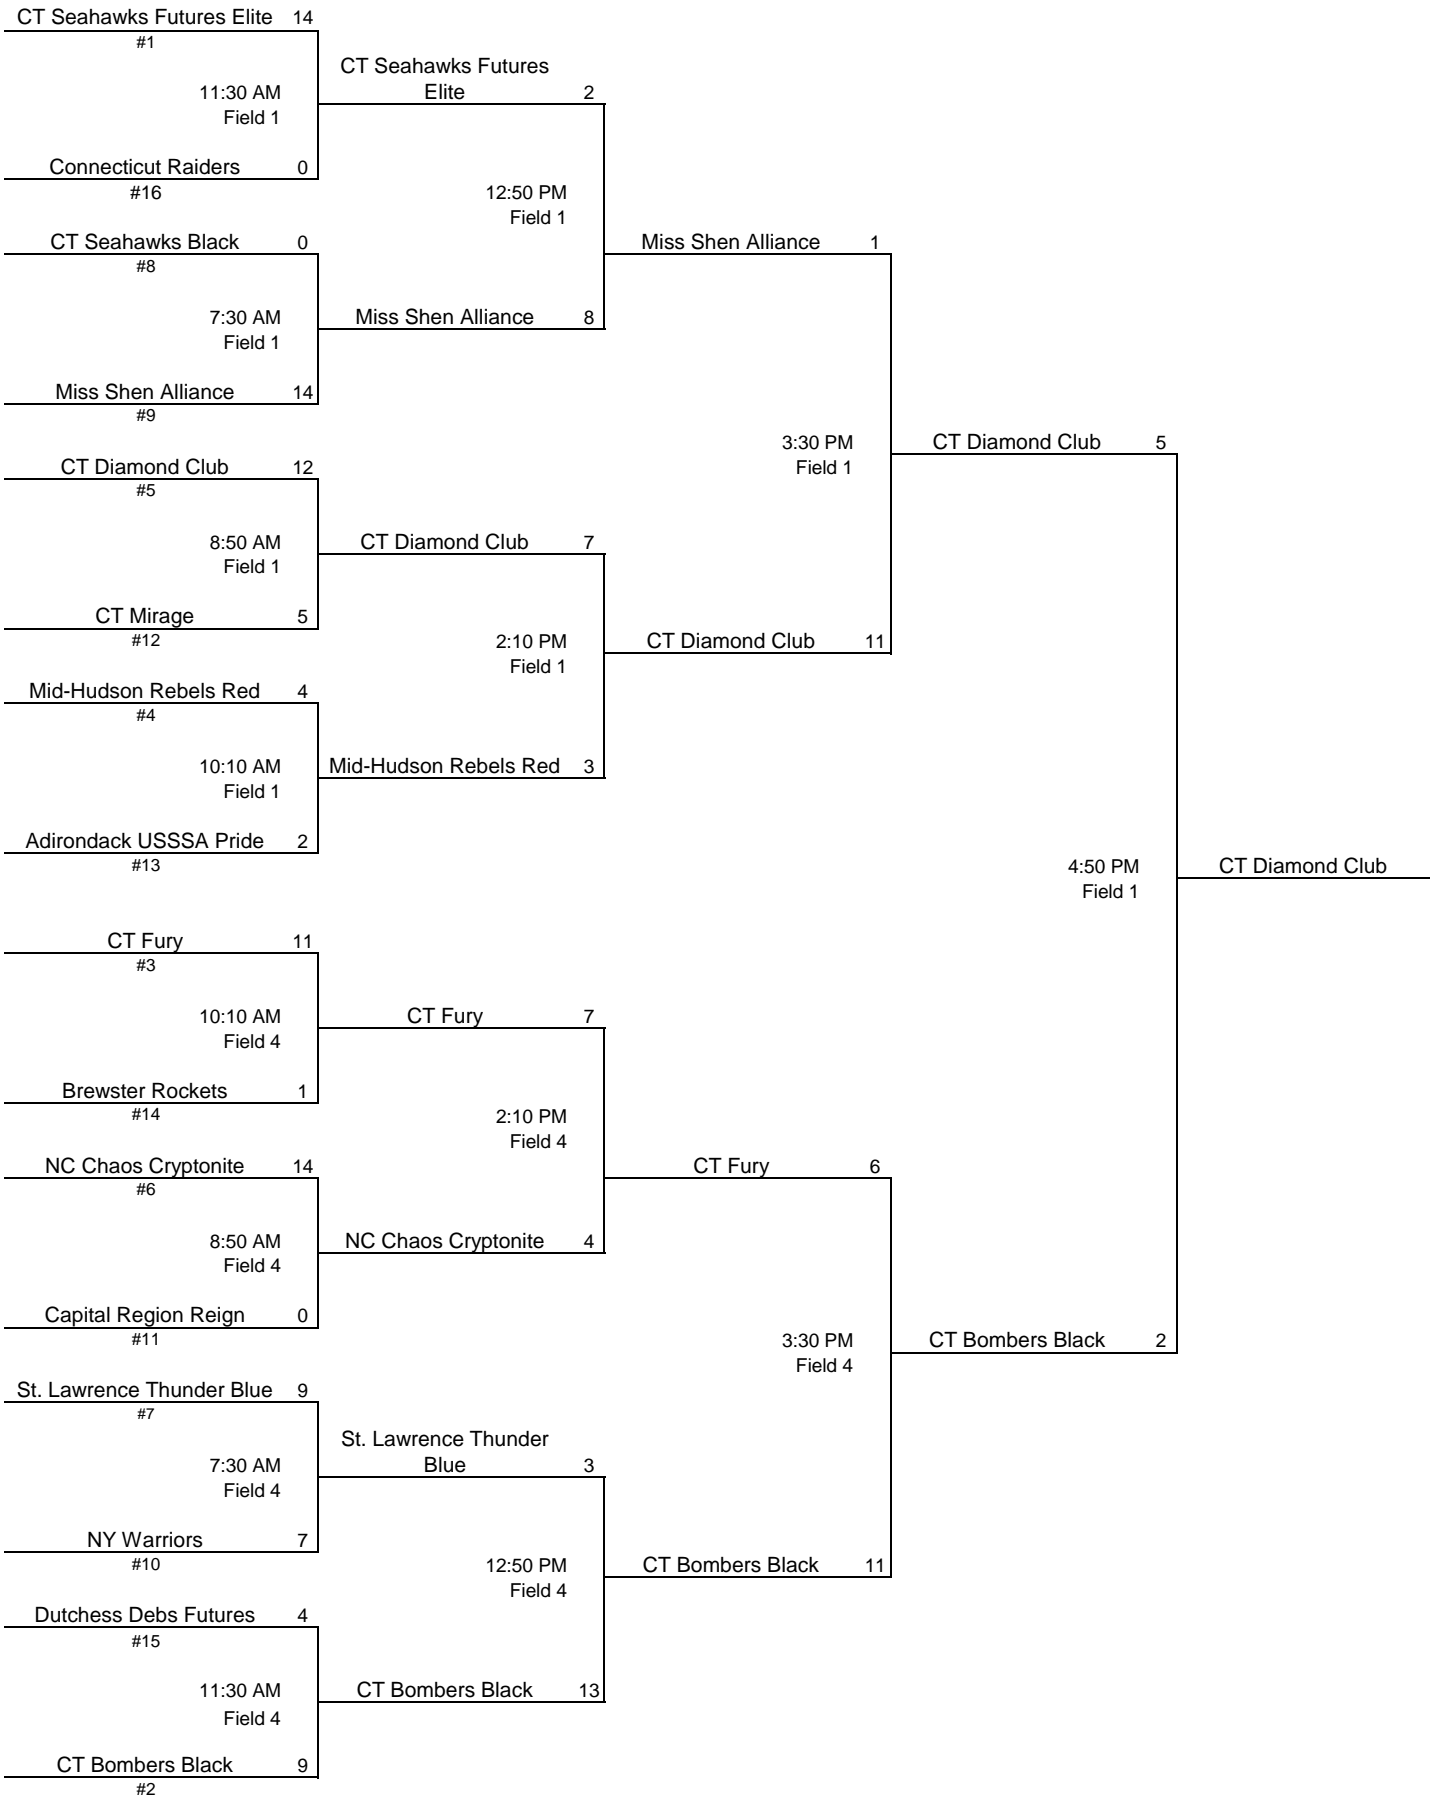 CT Seahawks Futures Elite 14
#1
CT Seahawks Futures
Elite 2
11:30 AM
Field 1
Connecticut Raiders 0
#16
12:50 PM
Field 1
CT Seahawks Black 0
#8
Miss Shen Alliance 1
7:30 AM
Field 1
Miss Shen Alliance 8
Miss Shen Alliance 14
#9
3:30 PM
Field 1
CT Diamond Club 5
CT Diamond Club 12
#5
8:50 AM
Field 1
CT Diamond Club 7
CT Mirage 5
#12
2:10 PM
Field 1
CT Diamond Club 11
Mid-Hudson Rebels Red 4
#4
10:10 AM
Field 1
Mid-Hudson Rebels Red 3
Adirondack USSSA Pride 2
#13
4:50 PM
Field 1
CT Diamond Club
CT Fury 11
#3
10:10 AM
Field 4
CT Fury 7
Brewster Rockets 1
#14
2:10 PM
Field 4
NC Chaos Cryptonite 14
#6
CT Fury 6
8:50 AM
Field 4
NC Chaos Cryptonite 4
Capital Region Reign 0
#11
3:30 PM
Field 4
CT Bombers Black 2
St. Lawrence Thunder Blue 9
#7
St. Lawrence Thunder
Blue 3
7:30 AM
Field 4
NY Warriors 7
#10
12:50 PM
Field 4
CT Bombers Black 11
Dutchess Debs Futures 4
#15
11:30 AM
Field 4
CT Bombers Black 13
CT Bombers Black 9
#2